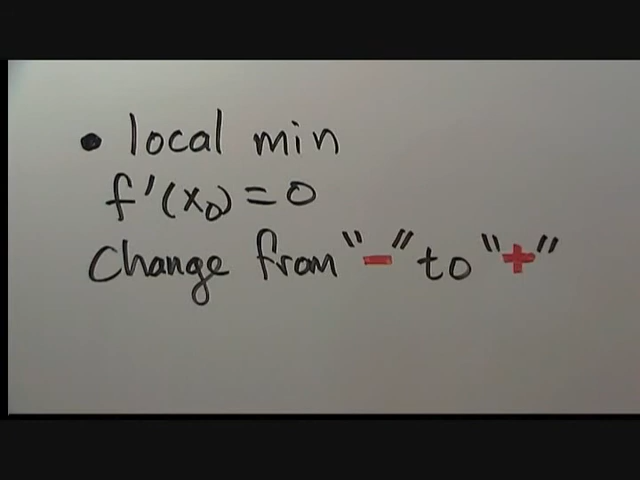 • local min
f'(x₀) = 0
Change from "-" to "+"